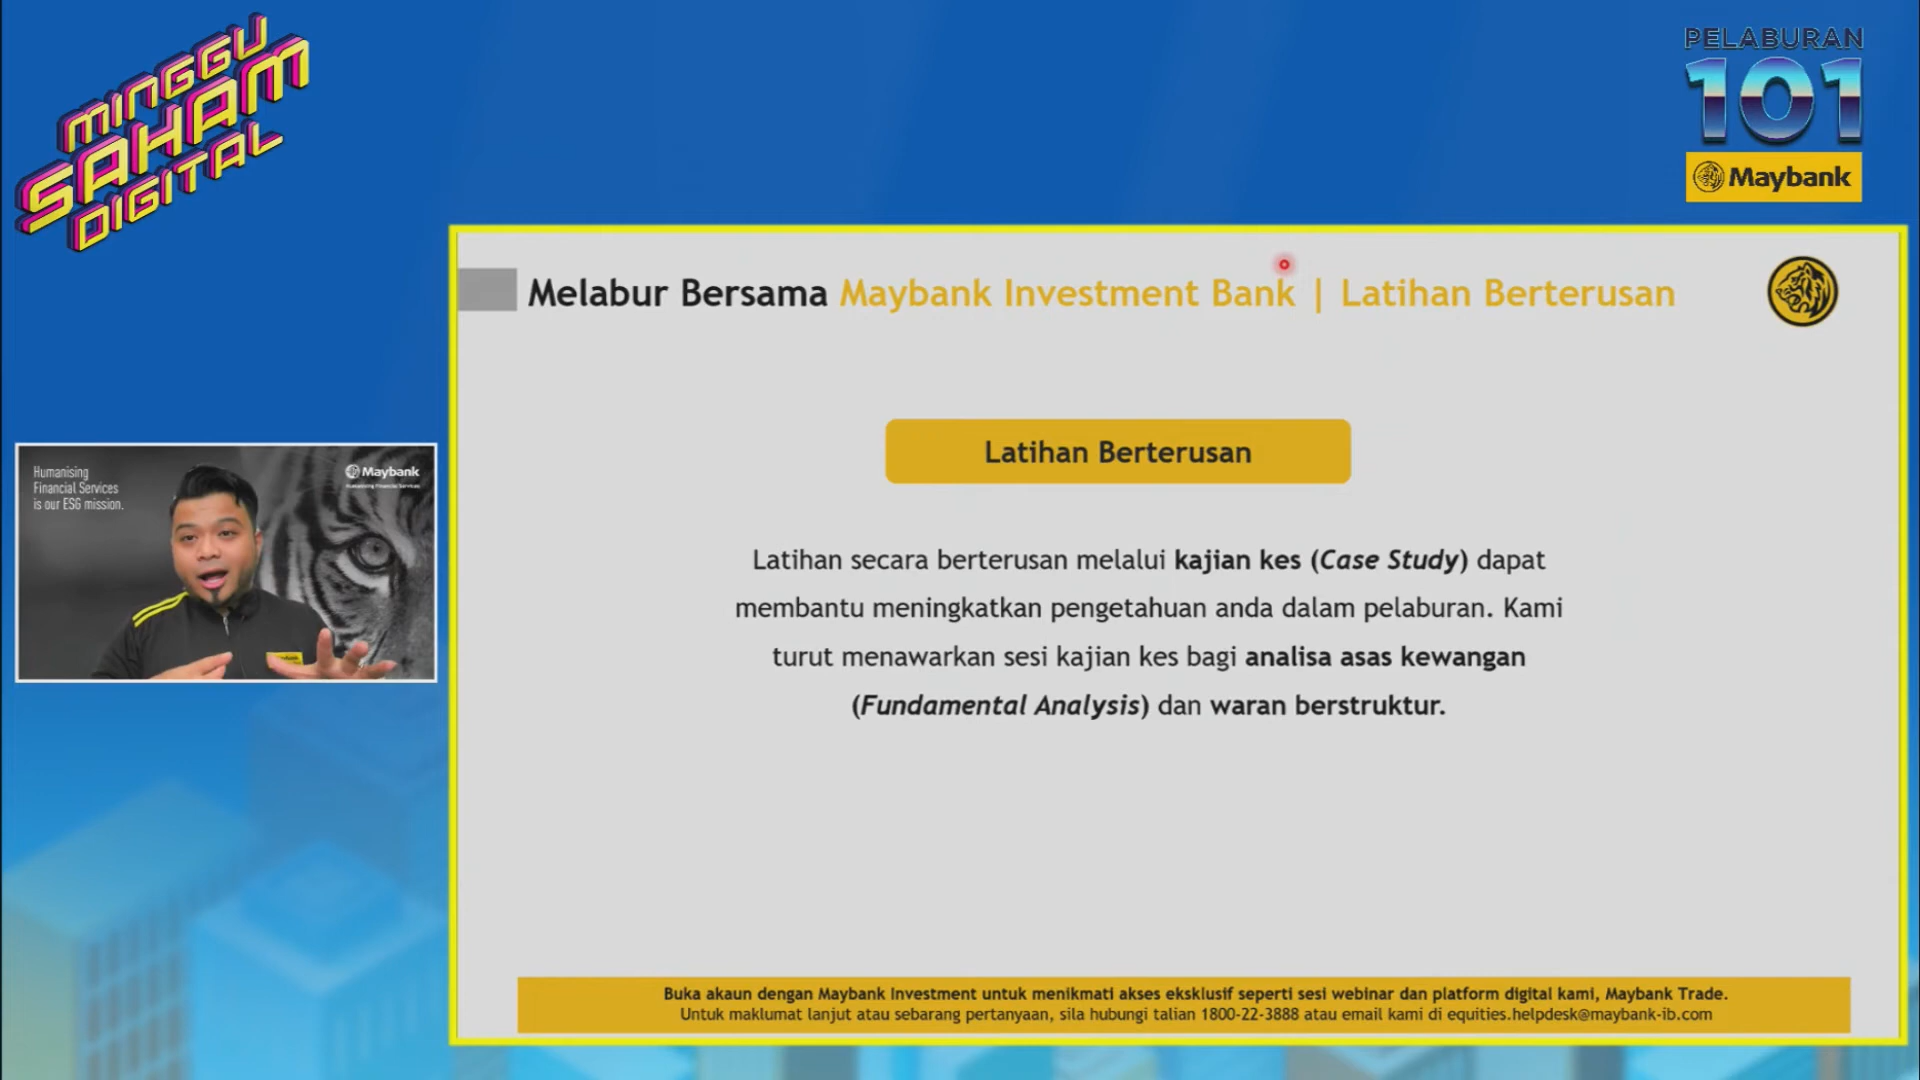 MINGGU
SAHAM
DIGITAL
PELABURAN
101
Maybank
Melabur Bersama Maybank Investment Bank | Latihan Berterusan
Latihan Berterusan
Latihan secara berterusan melalui kajian kes (Case Study) dapat
membantu meningkatkan pengetahuan anda dalam pelaburan. Kami
turut menawarkan sesi kajian kes bagi analisa asas kewangan
(Fundamental Analysis) dan waran berstruktur.
Humanising
Financial Services
is our ESG mission.
Maybank
Humanising Financial Services
Buka akaun dengan Maybank Investment untuk menikmati akses eksklusif seperti sesi webinar dan platform digital kami, Maybank Trade.
Untuk maklumat lanjut atau sebarang pertanyaan, sila hubungi talian 1800-22-3888 atau email kami di equities.helpdesk@maybank-ib.com